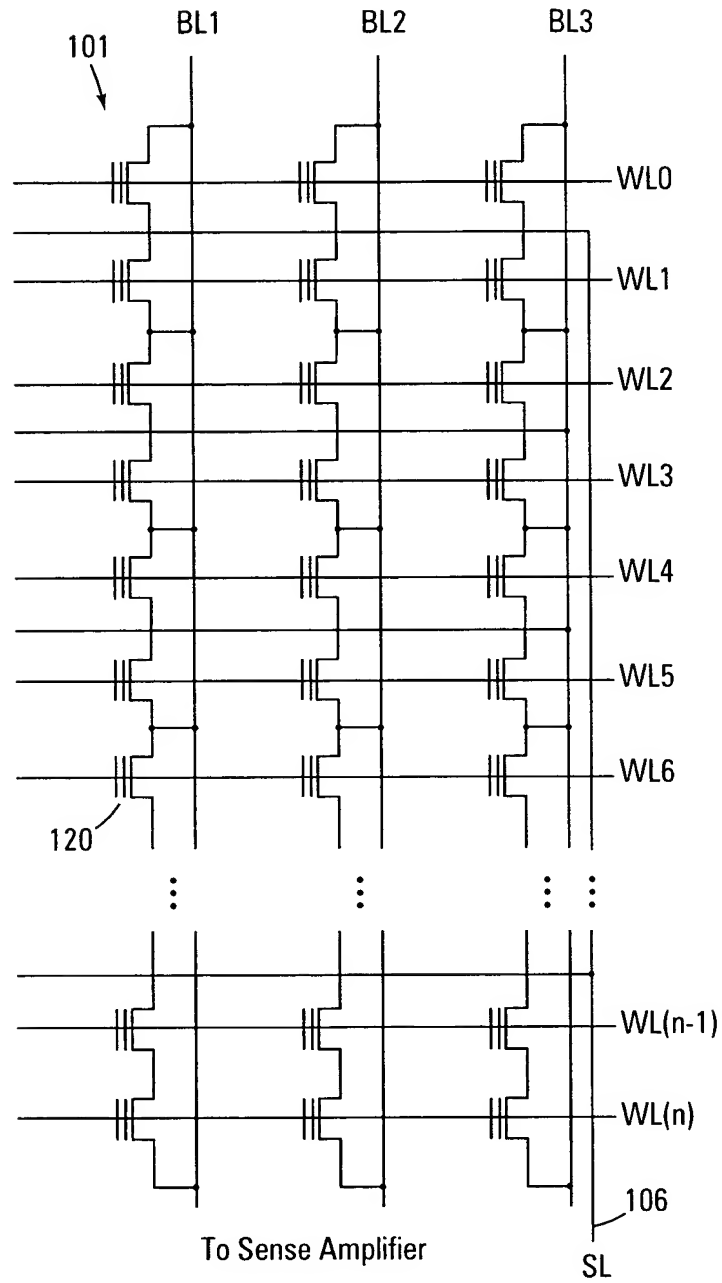 BL1 BL2 BL3
101
WL0
WL1
WL2
WL3
WL4
WL5
WL6
120
WL(n-1)
WL(n)
106
To Sense Amplifier
SL